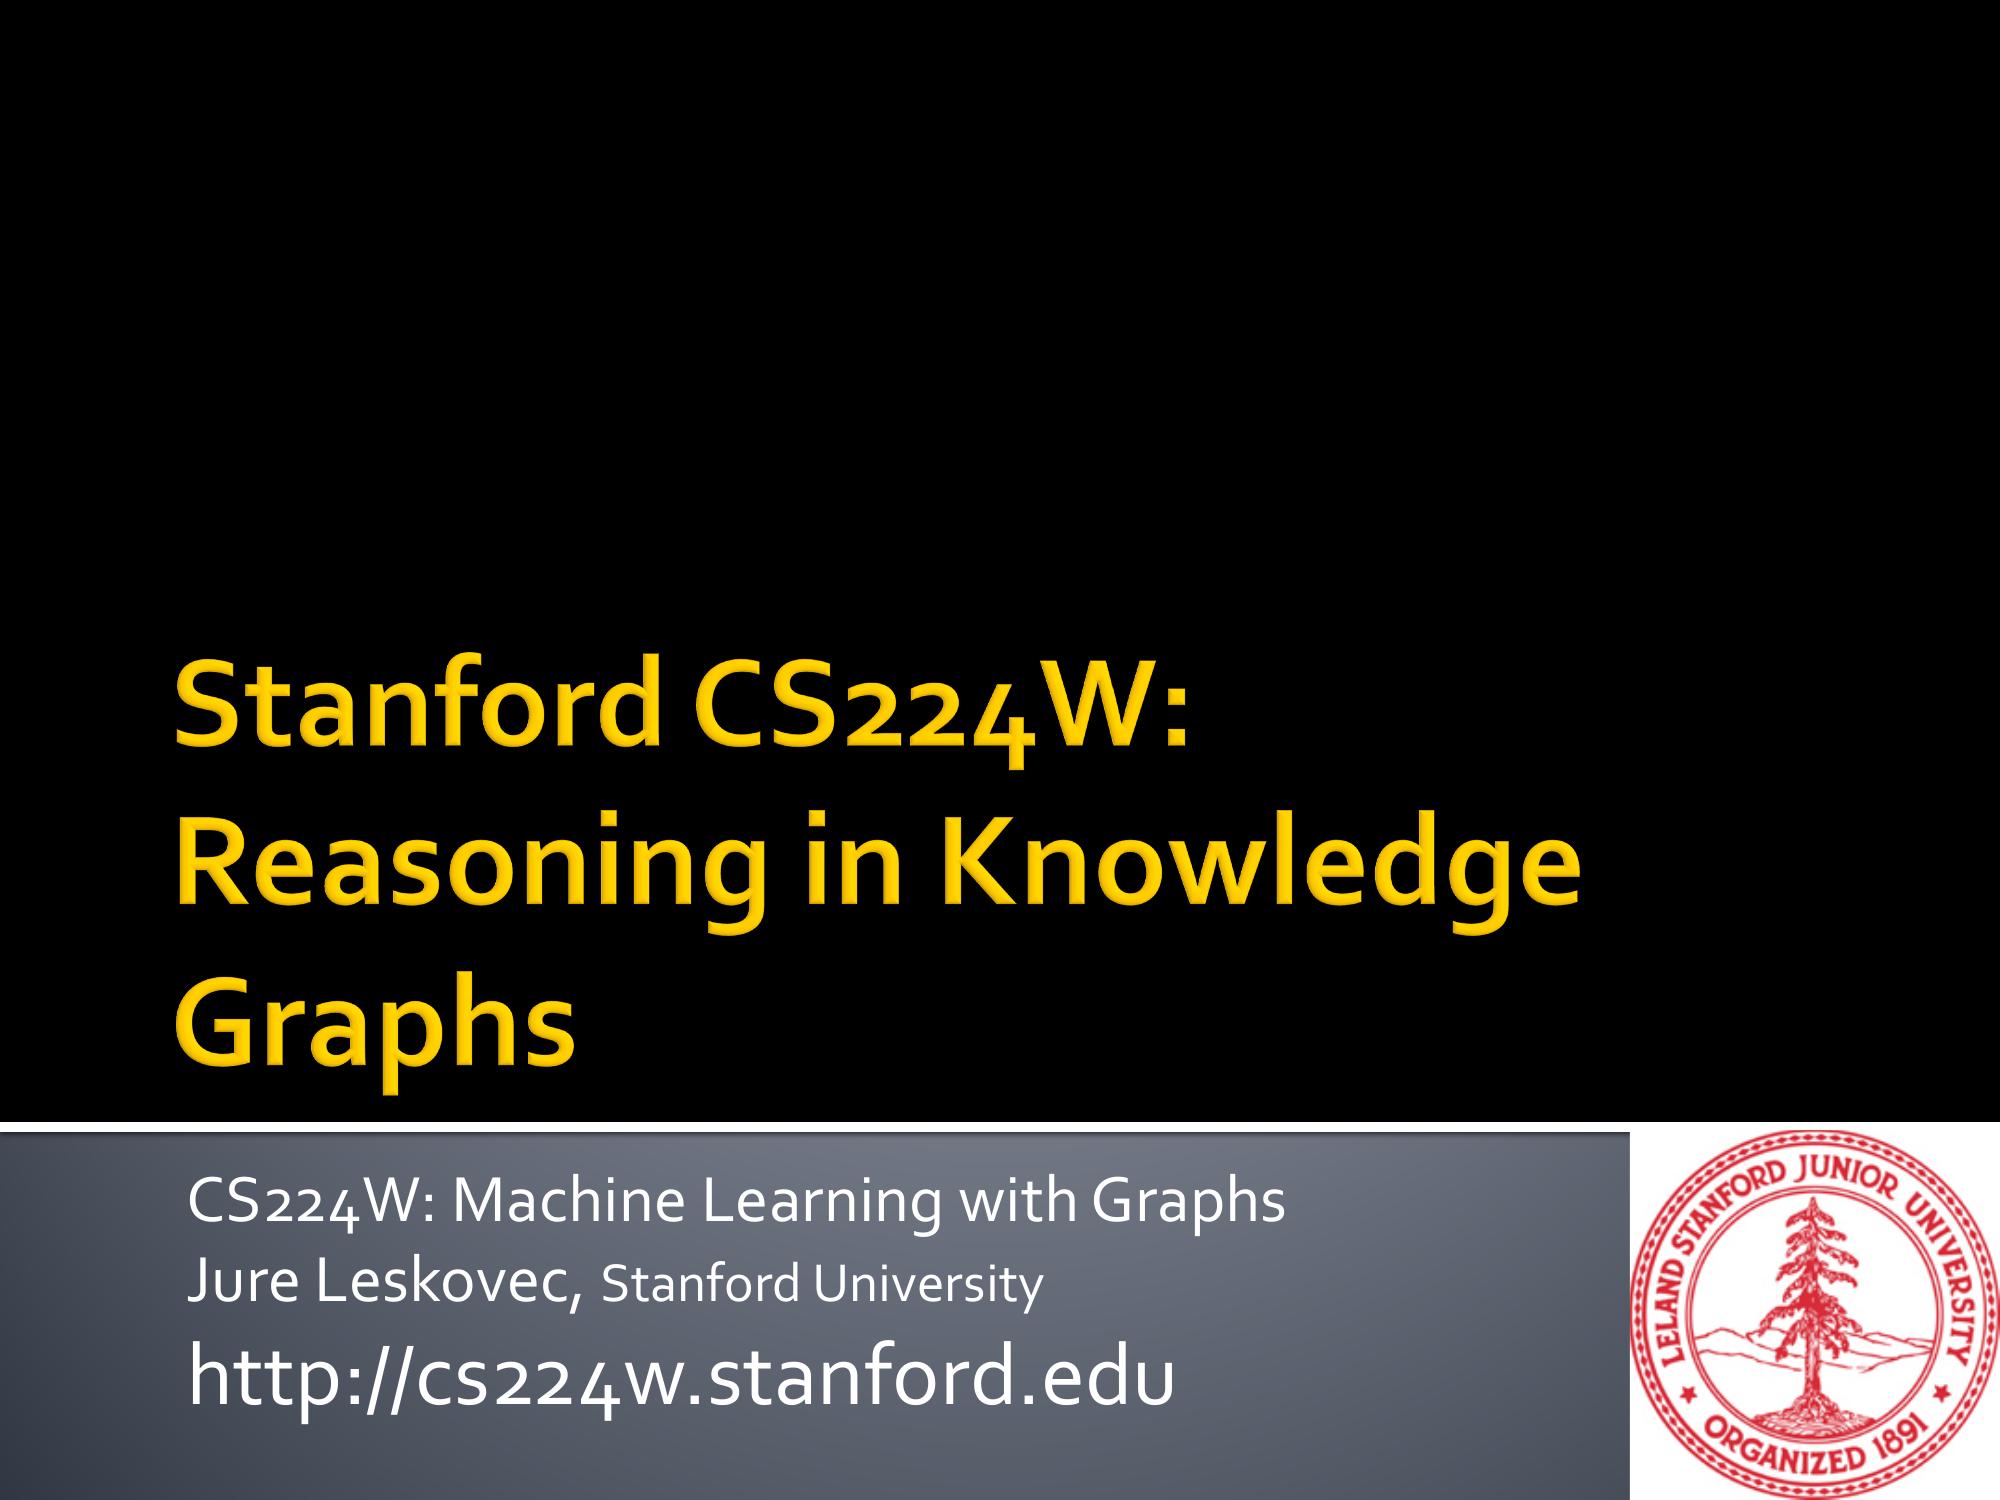 Stanford CS224W:
Reasoning in Knowledge
Graphs
CS224W: Machine Learning with Graphs
Jure Leskovec, Stanford University
http://cs224w.stanford.edu
LELAND STANFORD JUNIOR UNIVERSITY
ORGANIZED 1891